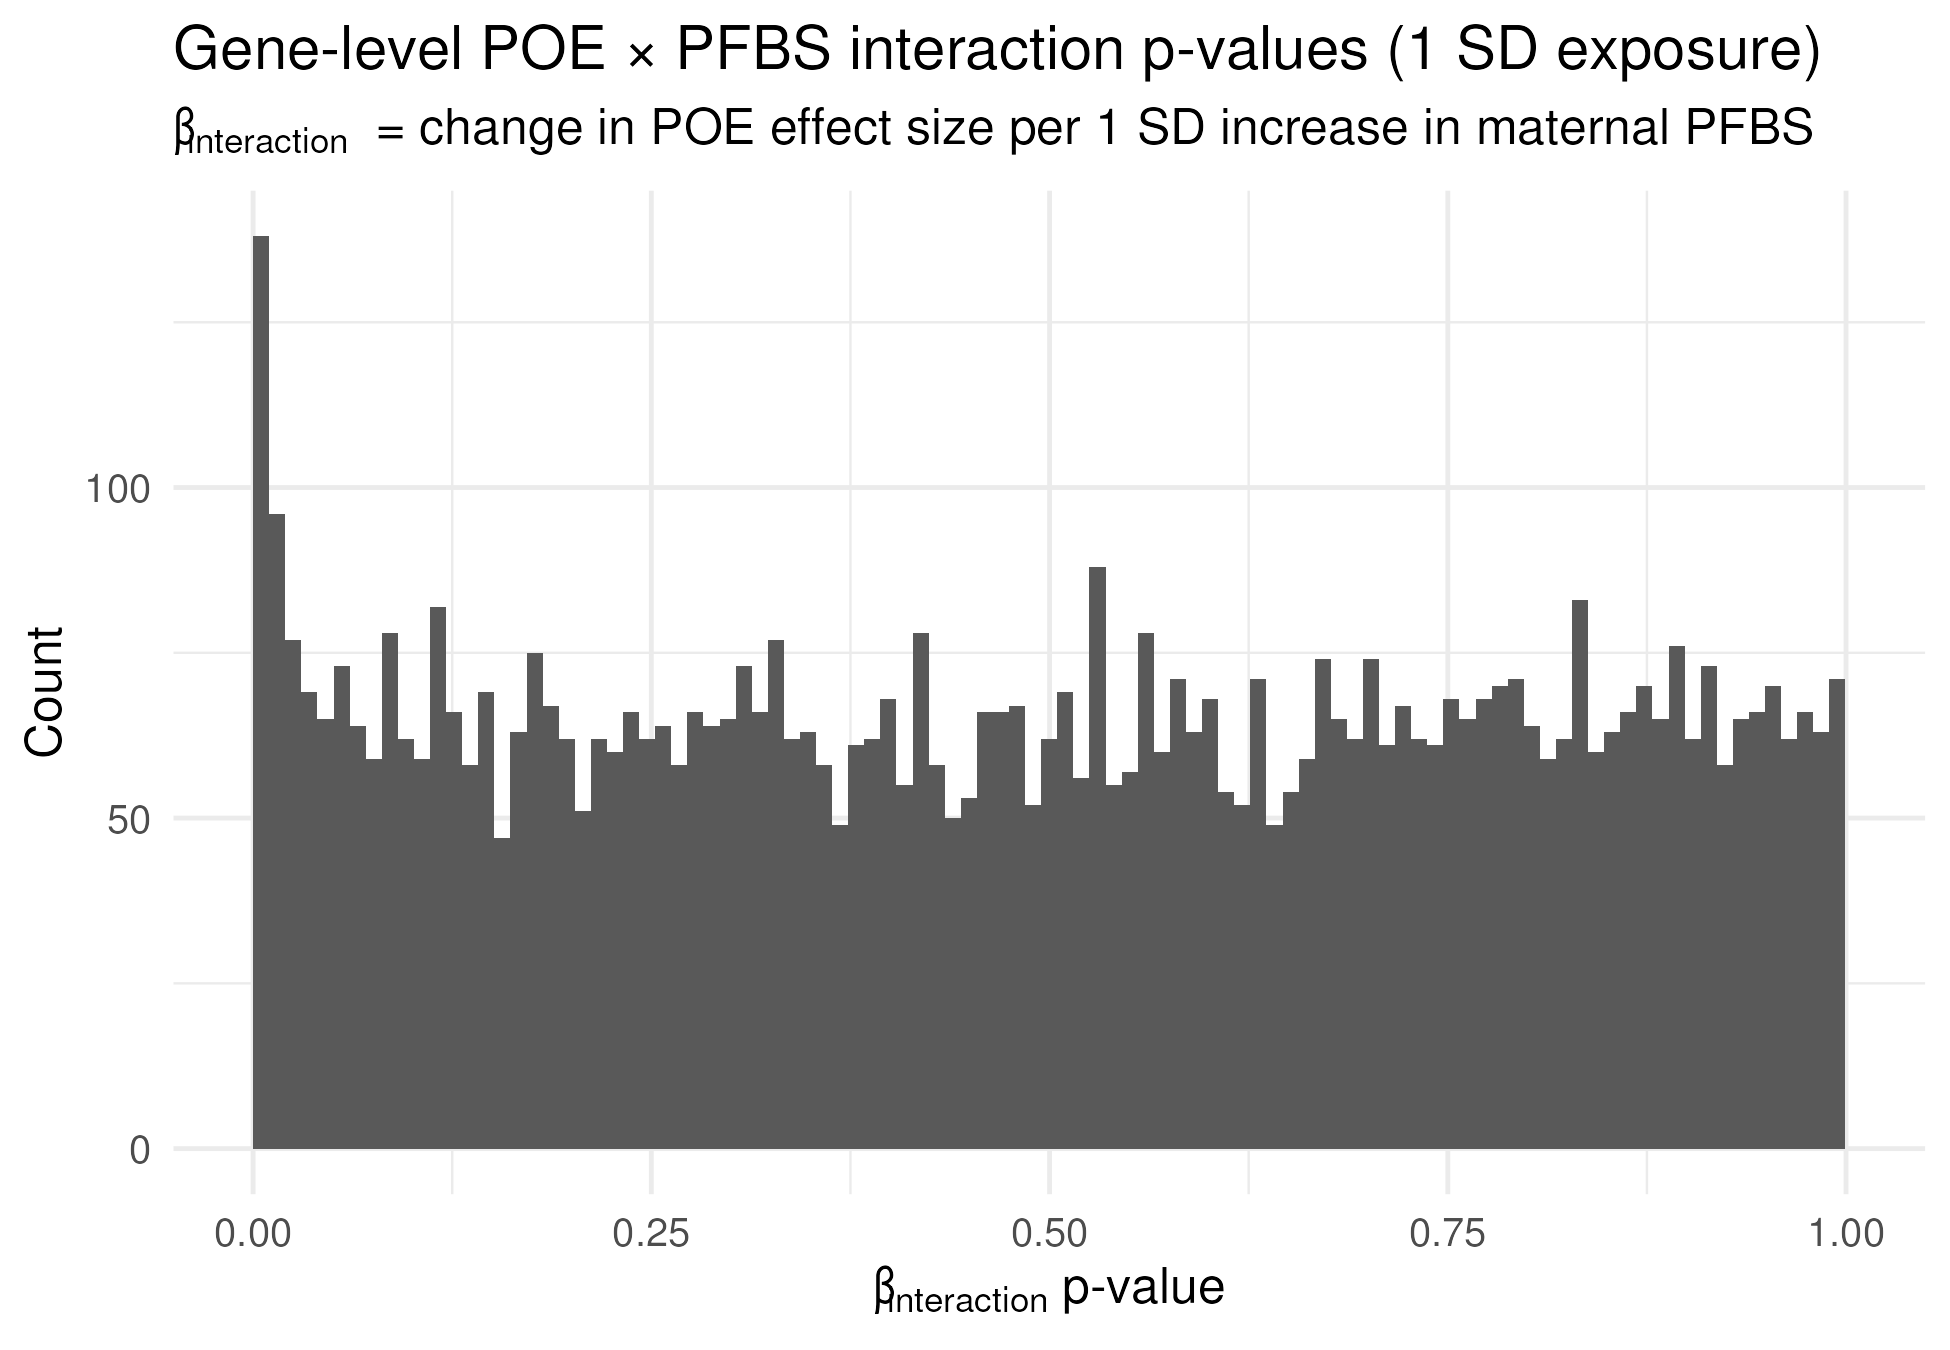 Gene-level POE × PFBS interaction p-values (1 SD exposure)
βinteraction = change in POE effect size per 1 SD increase in maternal PFBS
100
50
0
Count
0.00 0.25 0.50 0.75 1.00
βinteraction p-value